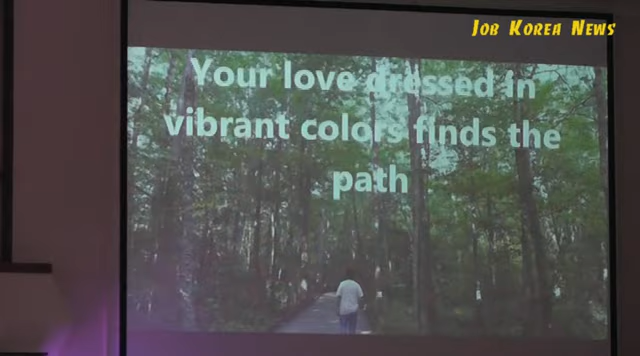 Job Korea News
Your love dressed in
vibrant colors finds the
path